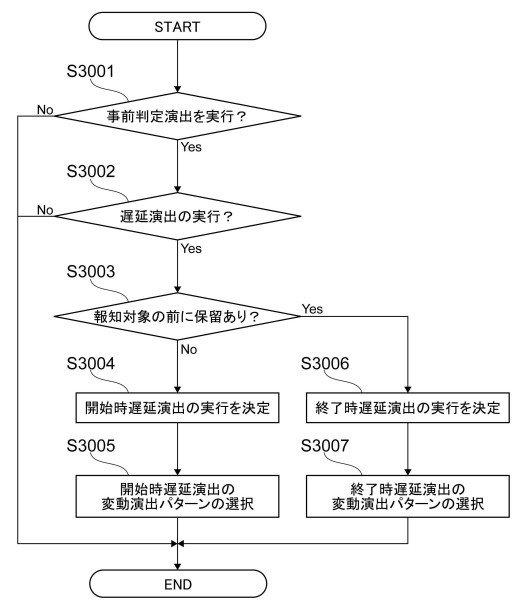 START
S3001
事前判定演出を実行？
No
Yes
S3002
遅延演出の実行？
No
Yes
S3003
報知対象の前に保留あり？
Yes
No
S3004
開始時遅延演出の実行を決定
S3006
終了時遅延演出の実行を決定
S3005
開始時遅延演出の
変動演出パターンの選択
S3007
終了時遅延演出の
変動演出パターンの選択
END